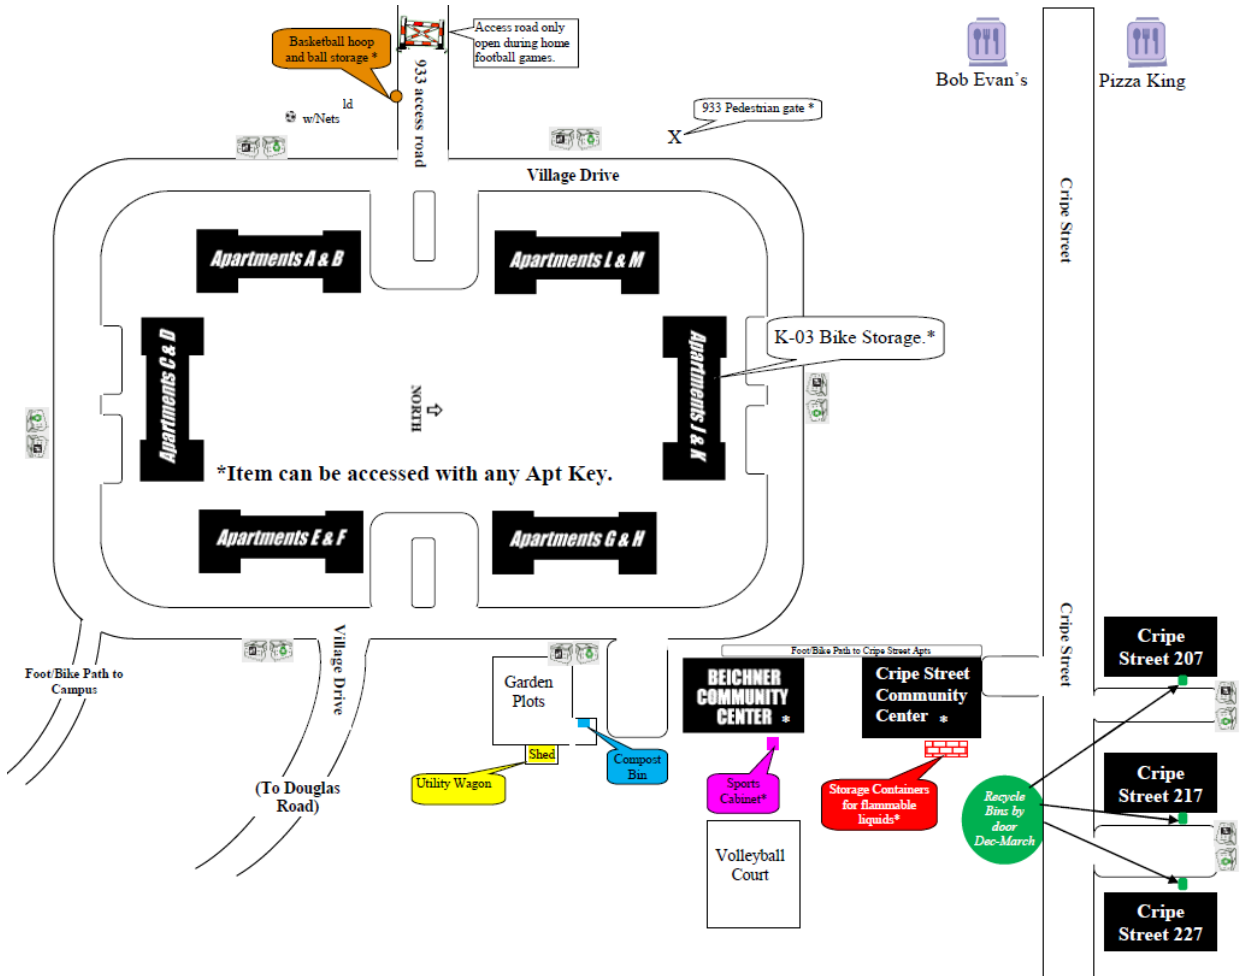 Basketball hoop
and ball storage *
Access road only
open during home
football games.
933 access road
Bob Evan's
Pizza King
ld
w/Nets
933 Pedestrian gate *
X
Village Drive
Cripe Street
Apartments A & B
Apartments L & M
Apartments C & D
Apartments J & K
K-03 Bike Storage.*
NORTH
*Item can be accessed with any Apt Key.
Apartments E & F
Apartments G & H
Cripe Street
Foot/Bike Path to
Campus
Village Drive
(To Douglas
Road)
Garden
Plots
Shed
Utility Wagon
Compost
Bin
Foot/Bike Path to Cripe Street Apts
BEICHNER
COMMUNITY
CENTER *
Cripe Street
Community
Center *
Sports
Cabinet*
Storage Containers
for flammable
liquids*
Volleyball
Court
Recycle
Bins by
door
Dec-March
Cripe
Street 207
Cripe
Street 217
Cripe
Street 227